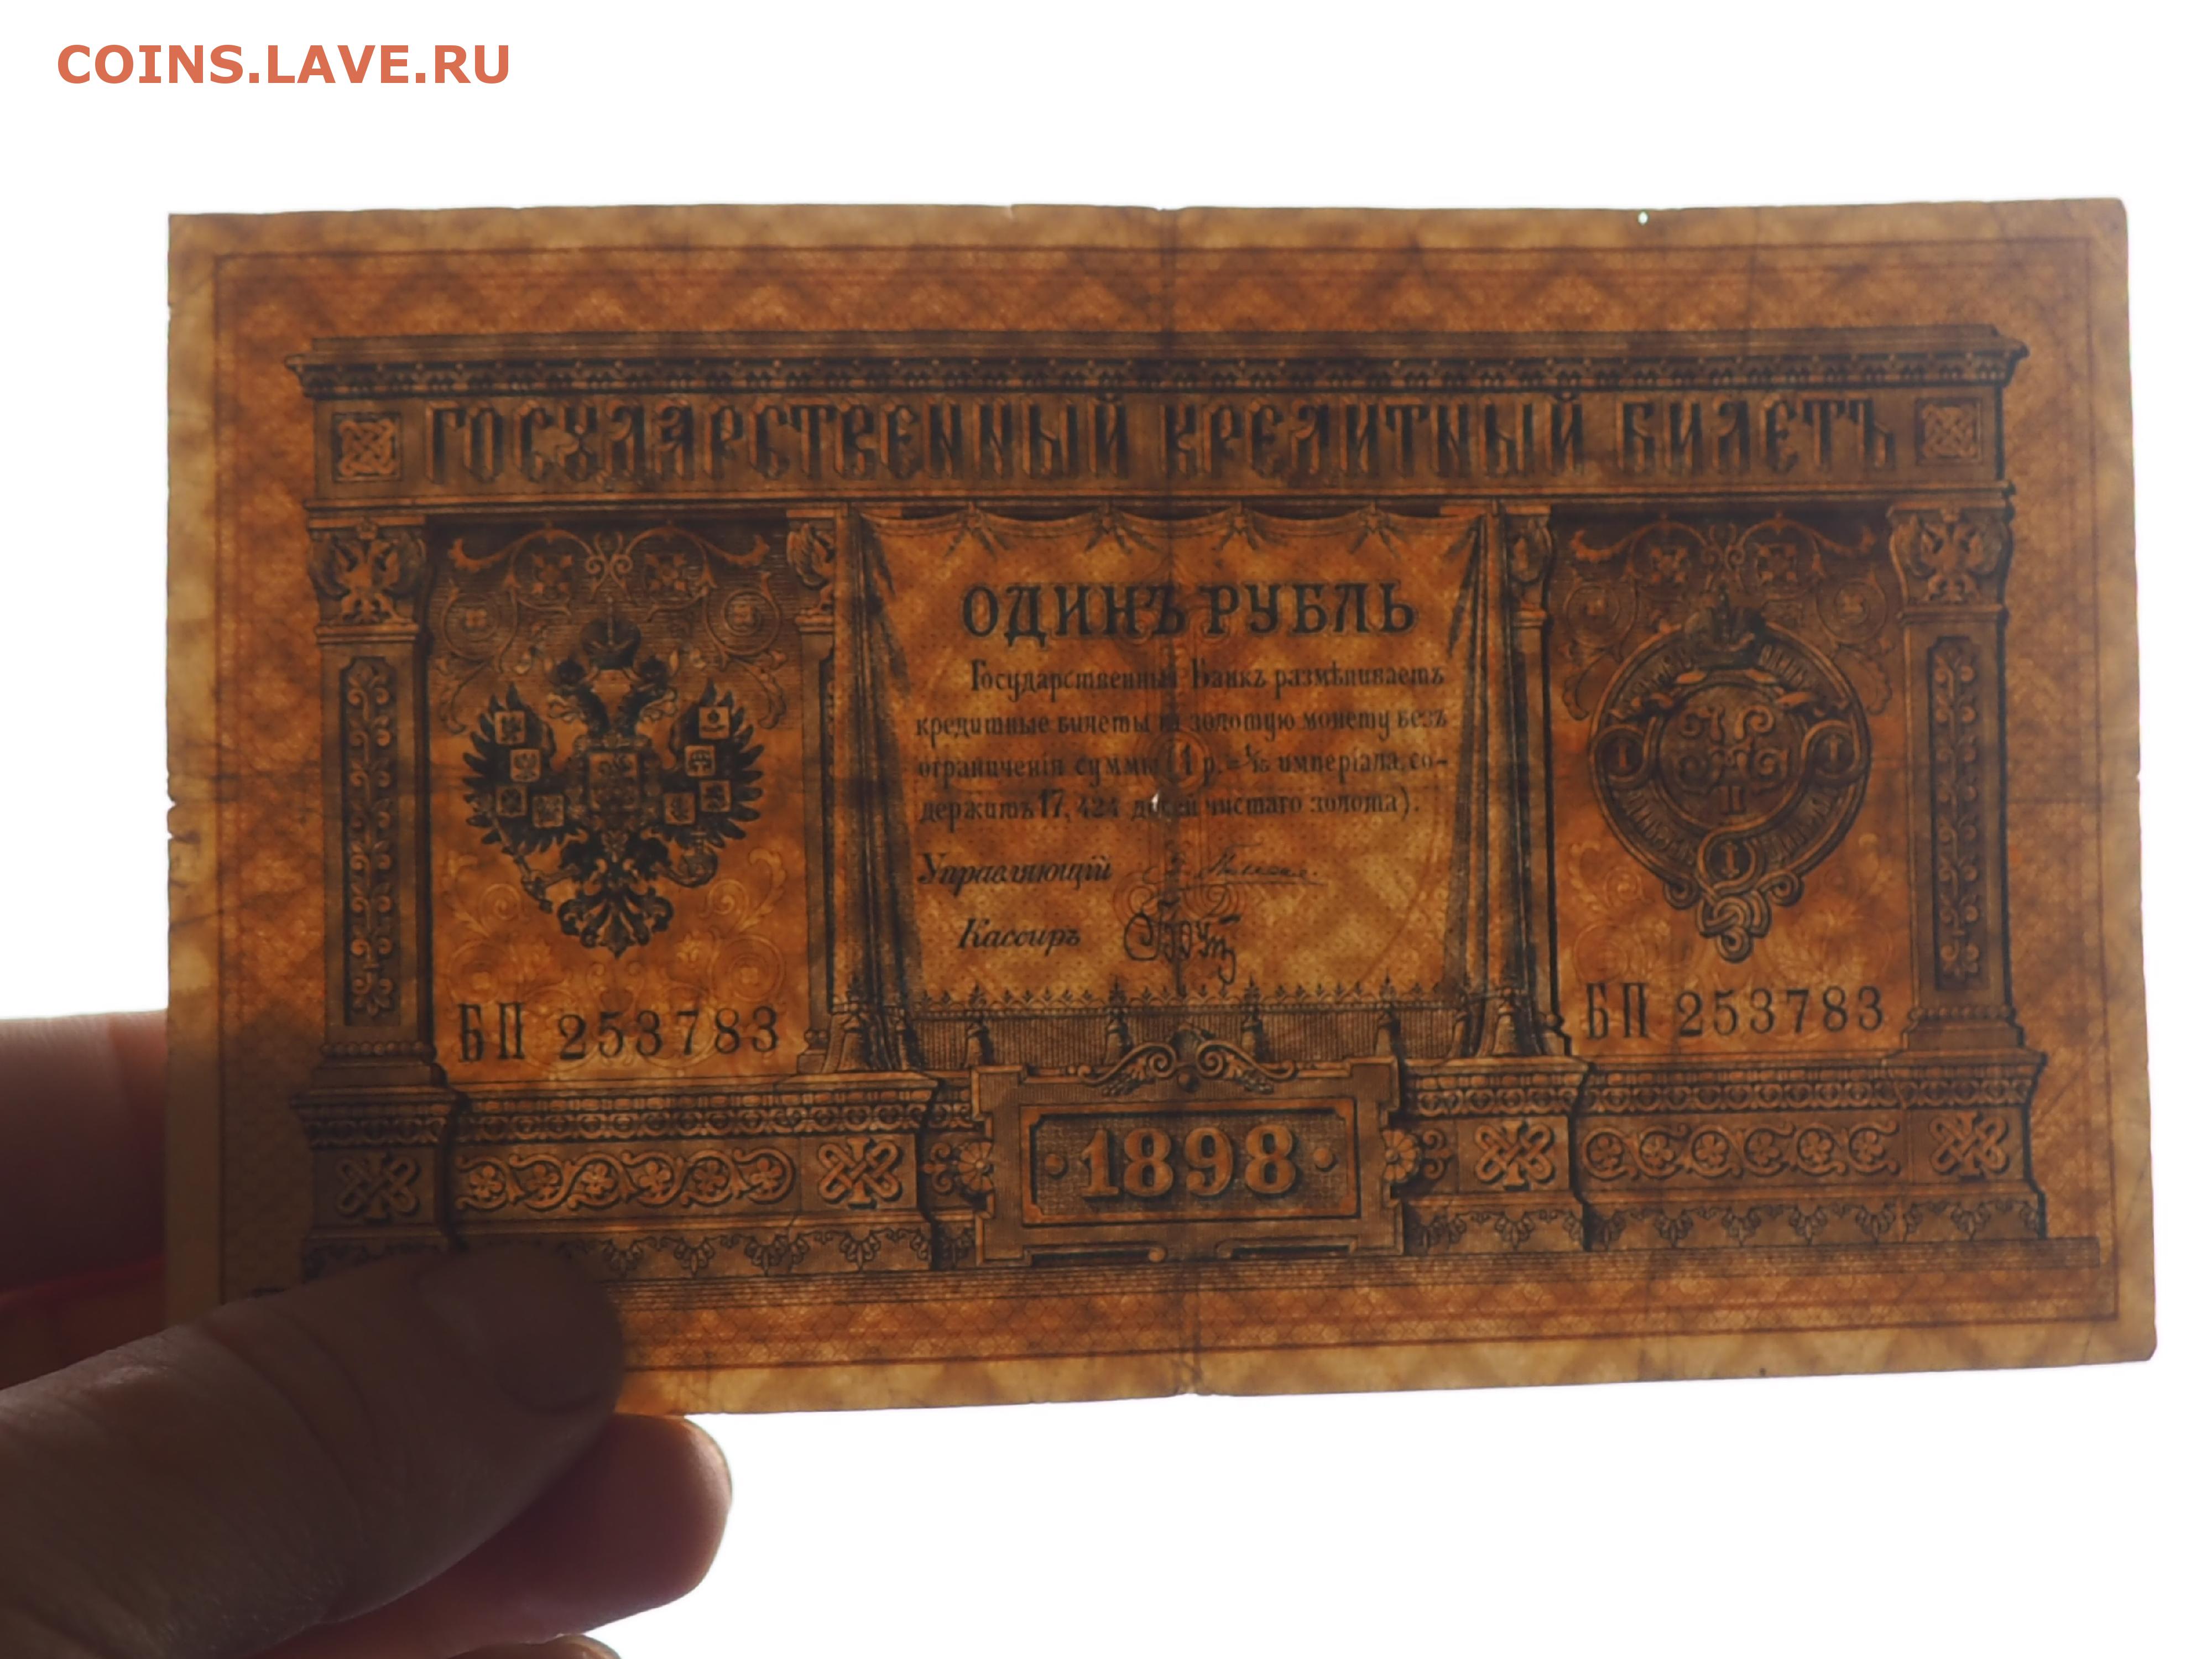 COINS.LAVE.RU
ГОСУДАРСТВЕННЫЙ КРЕДИТНЫЙ БИЛЕТЪ
ОДИНЪ РУБЛЬ
Государственный Банкъ размѣниваетъ
кредитные билеты на золотую монету безъ
ограниченія суммы (1 р. = 1/15 имперіала, со-
держитъ 17,424 долей чистаго золота).
Управляющій
Кассиръ
БП 253783
БП 253783
1898